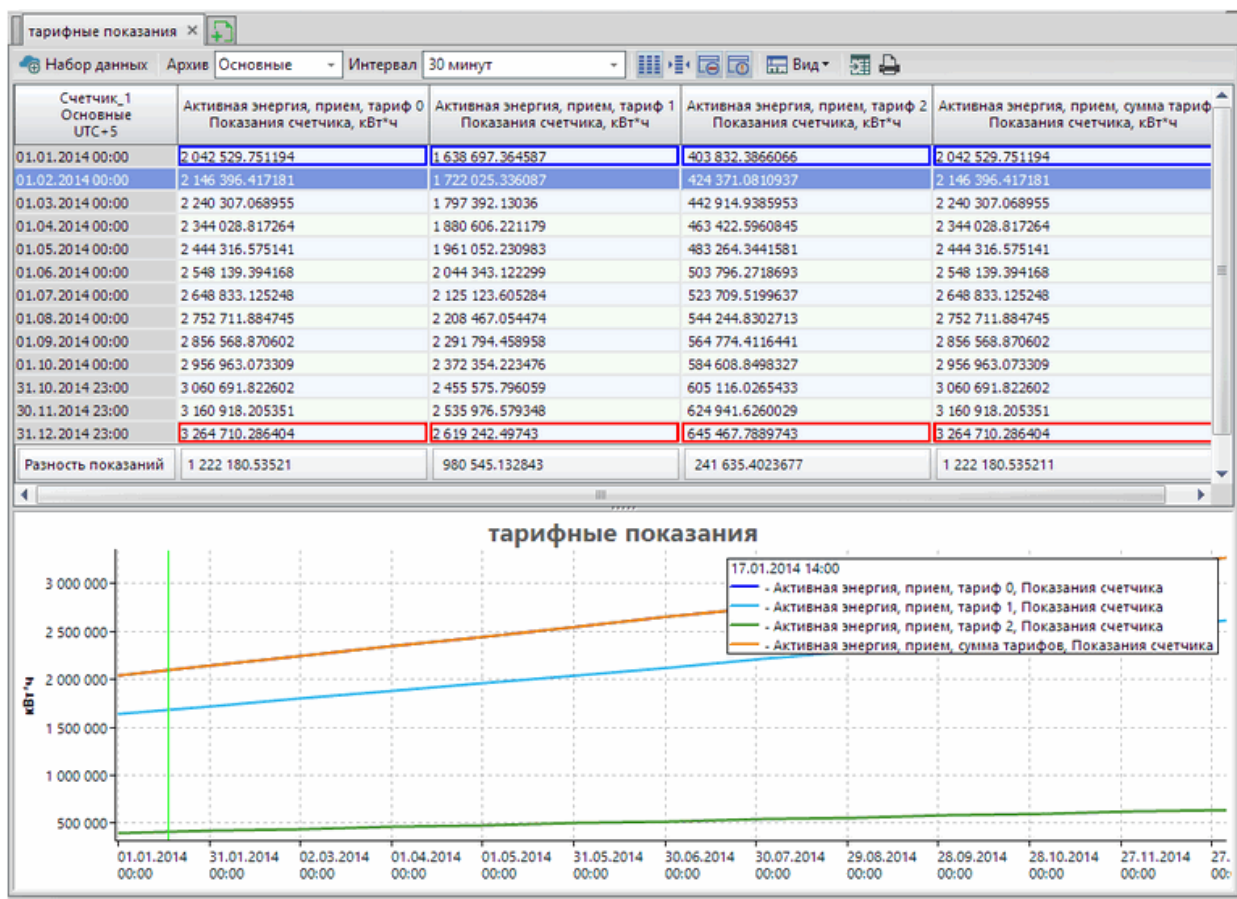 тарифные показания
Набор данных Архив Основные Интервал 30 минут Вид
Счетчик_1 Основные UTC+5 Активная энергия, прием, тариф 0 Показания счетчика, кВт*ч Активная энергия, прием, тариф 1 Показания счетчика, кВт*ч Активная энергия, прием, тариф 2 Показания счетчика, кВт*ч Активная энергия, прием, сумма тариф Показания счетчика, кВт*ч
01.01.2014 00:00 2 042 529.751194 1 638 697.364587 403 832.3866066 2 042 529.751194
01.02.2014 00:00 2 146 396.417181 1 722 025.336087 424 371.0810937 2 146 396.417181
01.03.2014 00:00 2 240 307.068955 1 797 392.13036 442 914.9385953 2 240 307.068955
01.04.2014 00:00 2 344 028.817264 1 880 606.221179 463 422.5960845 2 344 028.817264
01.05.2014 00:00 2 444 316.575141 1 961 052.230983 483 264.3441581 2 444 316.575141
01.06.2014 00:00 2 548 139.394168 2 044 343.122299 503 796.2718693 2 548 139.394168
01.07.2014 00:00 2 648 833.125248 2 125 123.605284 523 709.5199637 2 648 833.125248
01.08.2014 00:00 2 752 711.884745 2 208 467.054474 544 244.8302713 2 752 711.884745
01.09.2014 00:00 2 856 568.870602 2 291 794.458958 564 774.4116441 2 856 568.870602
01.10.2014 00:00 2 956 963.073309 2 372 354.223476 584 608.8498327 2 956 963.073309
31.10.2014 23:00 3 060 691.822602 2 455 575.796059 605 116.0265433 3 060 691.822602
30.11.2014 23:00 3 160 918.205351 2 535 976.579348 624 941.6260029 3 160 918.205351
31.12.2014 23:00 3 264 710.286404 2 619 242.49743 645 467.7889743 3 264 710.286404
Разность показаний 1 222 180.53521 980 545.132843 241 635.4023677 1 222 180.535211
тарифные показания
17.01.2014 14:00
- Активная энергия, прием, тариф 0, Показания счетчика
- Активная энергия, прием, тариф 1, Показания счетчика
- Активная энергия, прием, тариф 2, Показания счетчика
- Активная энергия, прием, сумма тарифов, Показания счетчика
3 000 000
2 500 000
2 000 000
1 500 000
1 000 000
500 000
кВт*ч
01.01.2014 31.01.2014 02.03.2014 01.04.2014 01.05.2014 31.05.2014 30.06.2014 30.07.2014 29.08.2014 28.09.2014 28.10.2014 27.11.2014 27.
00:00 00:00 00:00 00:00 00:00 00:00 00:00 00:00 00:00 00:00 00:00 00:00 00: